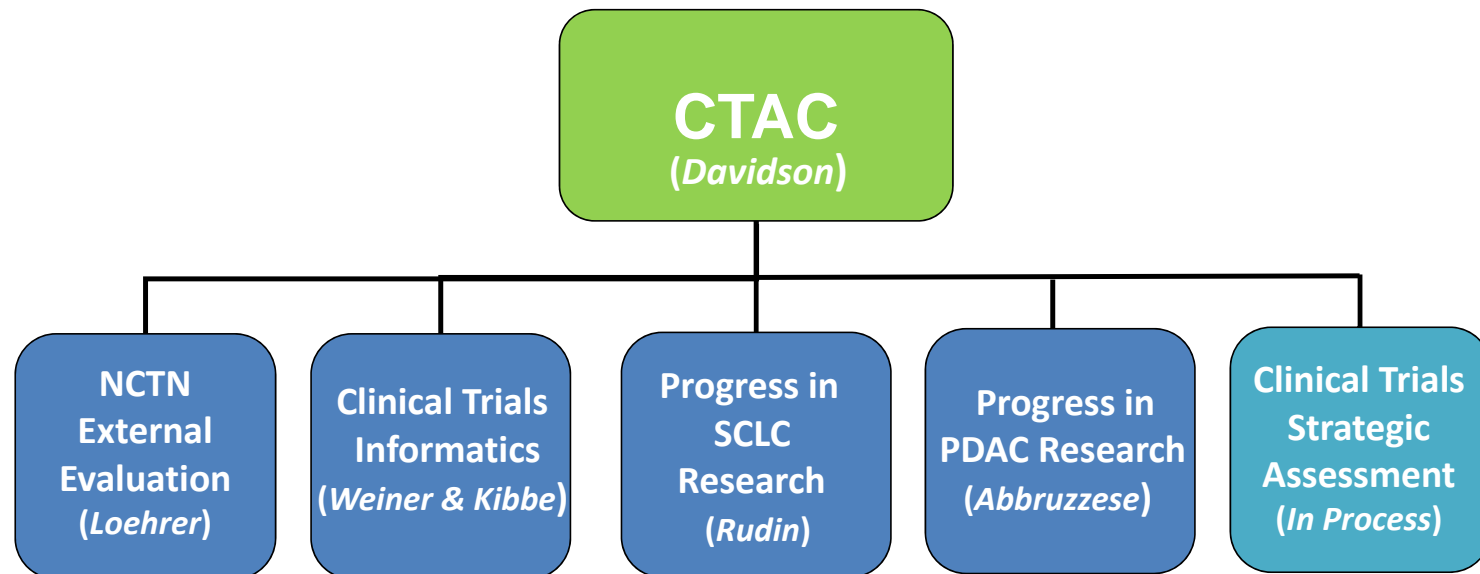 CTAC
(Davidson)
NCTN
External
Evaluation
(Loehrer)
Clinical Trials
Informatics
(Weiner & Kibbe)
Progress in
SCLC
Research
(Rudin)
Progress in
PDAC Research
(Abbruzzese)
Clinical Trials
Strategic
Assessment
(In Process)